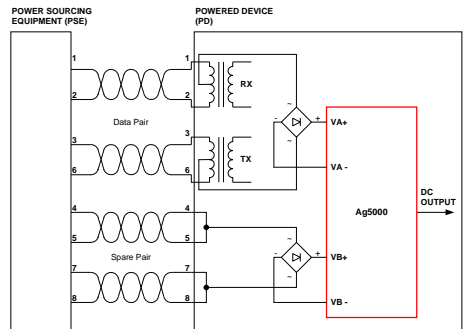 POWER SOURCING
EQUIPMENT (PSE)
POWERED DEVICE
(PD)
1
1
RX
2
2
Data Pair
~
-
+
VA+
~
3
3
TX
6
6
VA -
DC
OUTPUT
Ag5000
4
4
5
5
Spare Pair
~
-
+
VB+
~
7
7
8
8
VB -